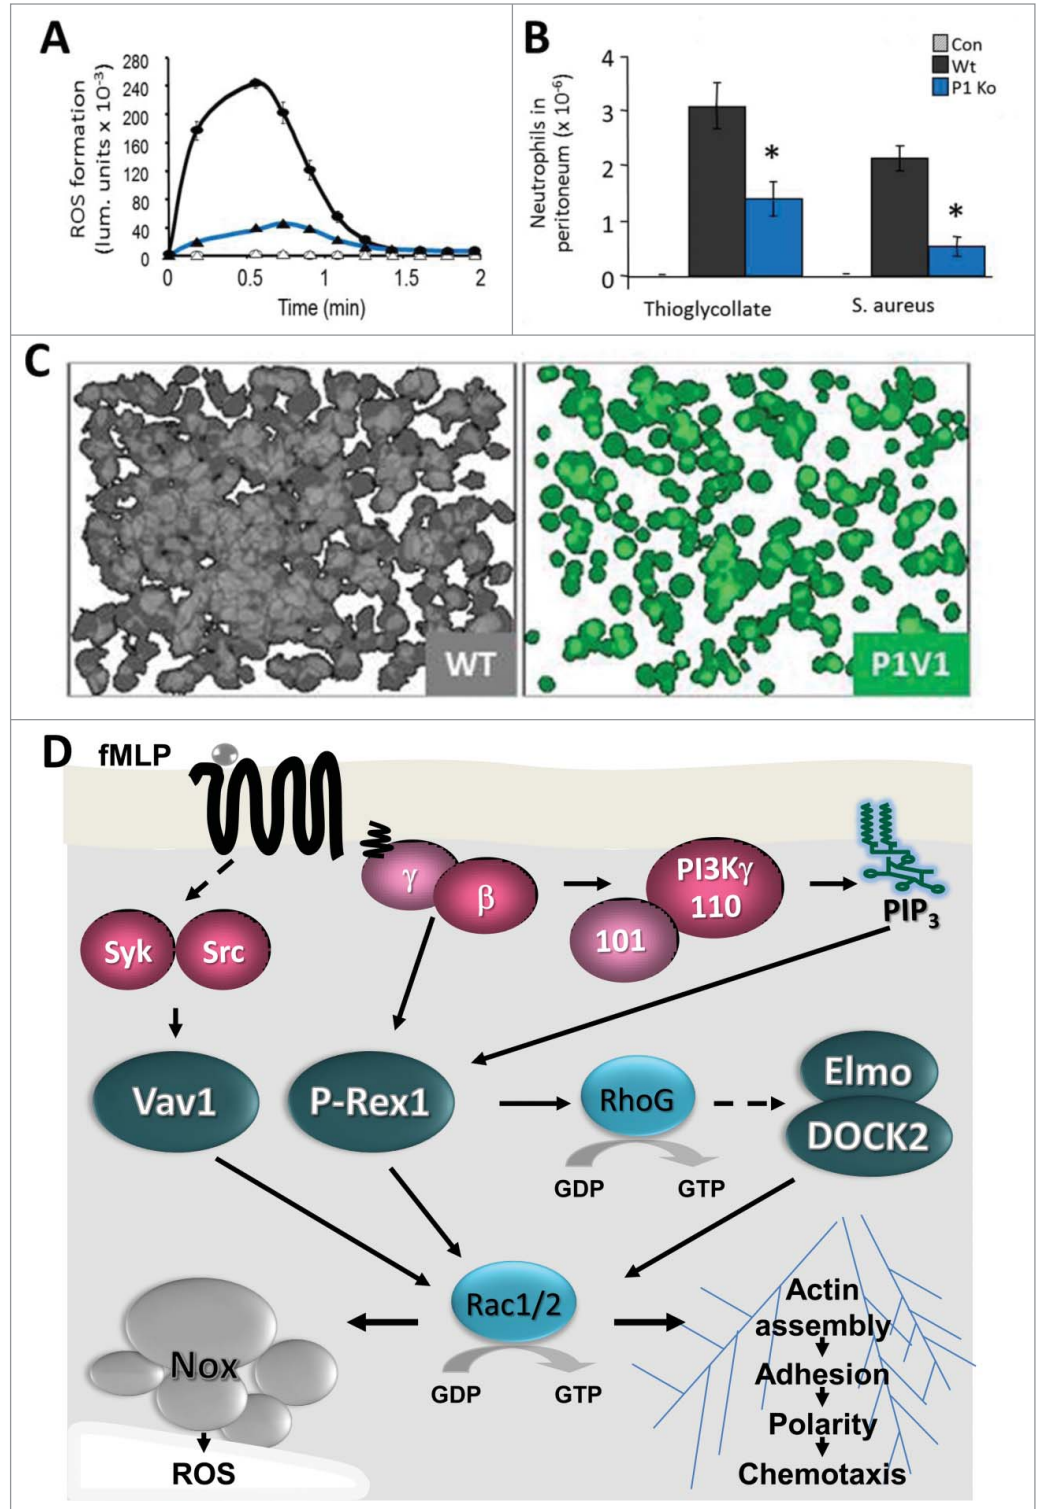 A
ROS formation
(lum. units x 10⁻³)
280
240
200
160
120
80
40
0
0
0.5
1
1.5
2
Time (min)
B
Neutrophils in
peritoneum (x 10⁻⁶)
4
3
2
1
0
Con
Wt
P1 Ko
*
*
Thioglycollate
S. aureus
C
WT
P1V1
D
fMLP
γ
β
PI3Kγ
110
101
PIP₃
Syk
Src
Vav1
P-Rex1
RhoG
Elmo
DOCK2
GDP
GTP
Rac1/2
GDP
GTP
Nox
ROS
Actin
assembly
Adhesion
Polarity
Chemotaxis